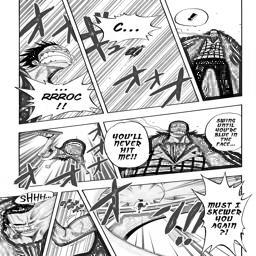 !
C...
...
RRROC
!!
SWING
UNTIL
YOU'RE
BLUE IN
THE
FACE...
YOU'LL
NEVER
HIT
ME!!
MUST I
SKEWER
YOU
AGAIN
?!
SHHH...